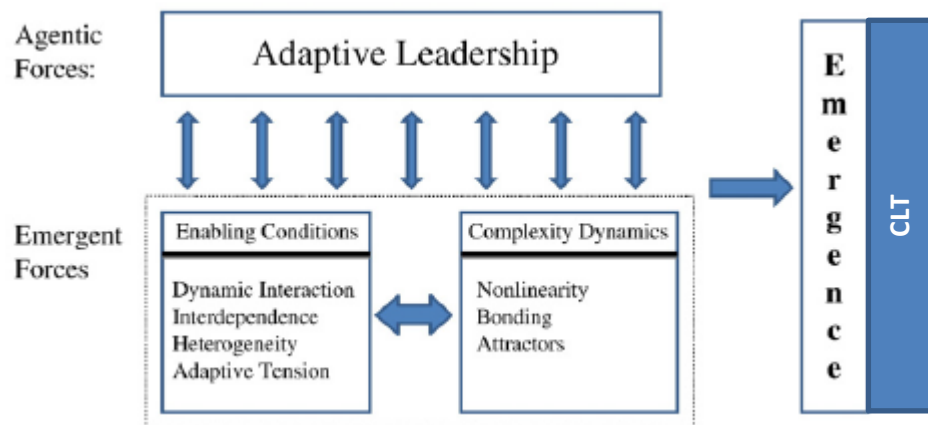 Agentic
Forces:
Adaptive Leadership
Emergent
Forces
Enabling Conditions
Dynamic Interaction
Interdependence
Heterogeneity
Adaptive Tension
Complexity Dynamics
Nonlinearity
Bonding
Attractors
Emergence
CLT